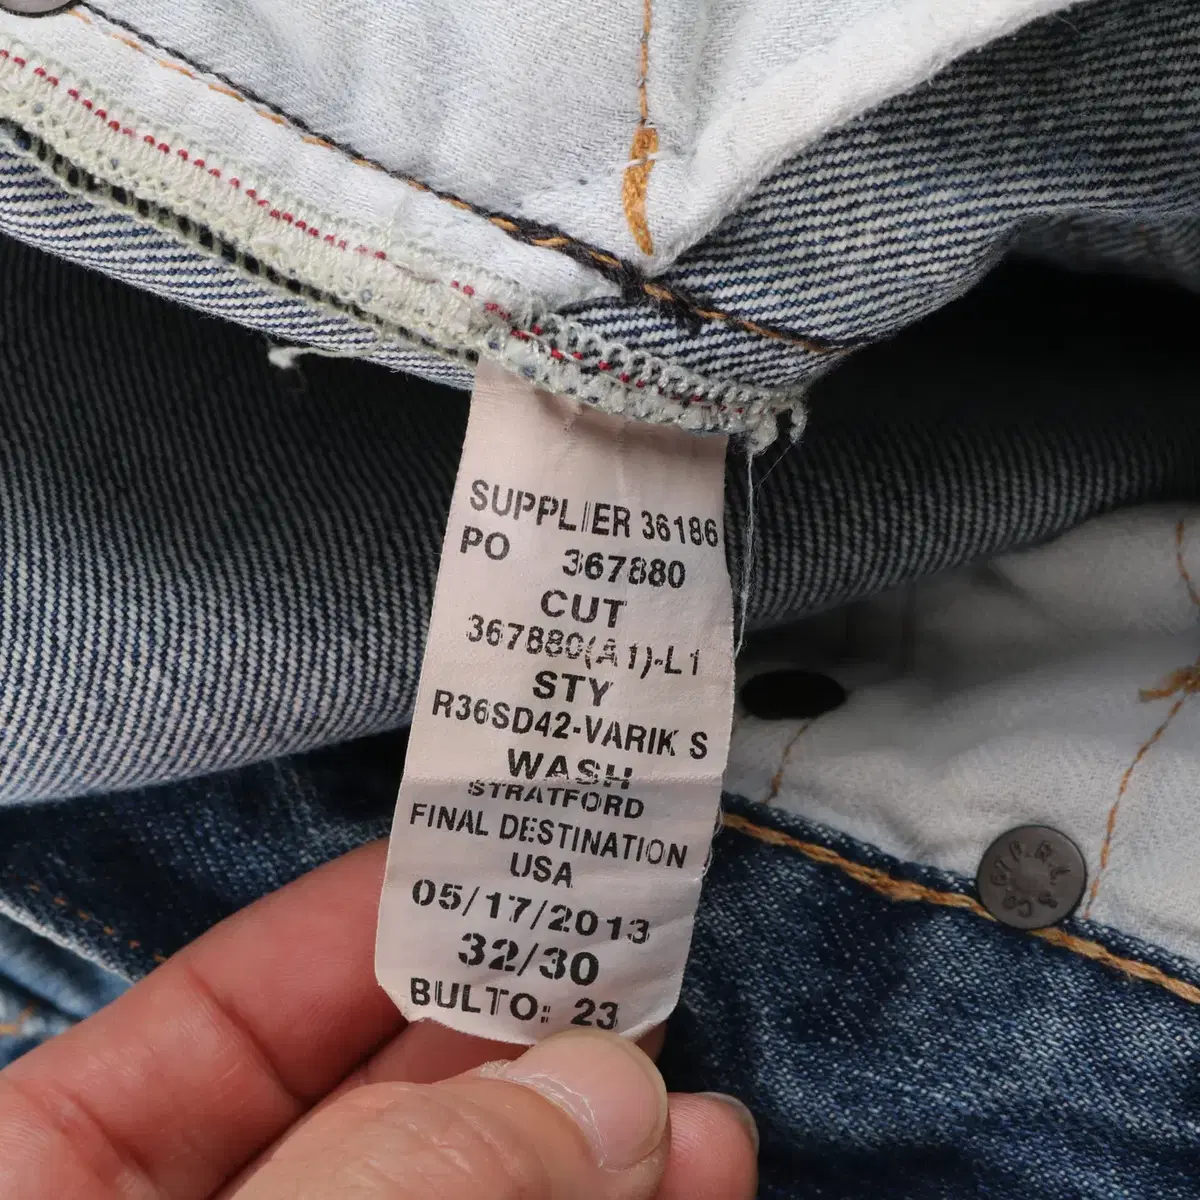 SUPPLIER 36186
PO 367880
CUT
367880(A1)-L1
STY
R36SD42-VARIK S
WASH
STRATFORD
FINAL DESTINATION
USA
05/17/2013
32/30
BULTO: 23